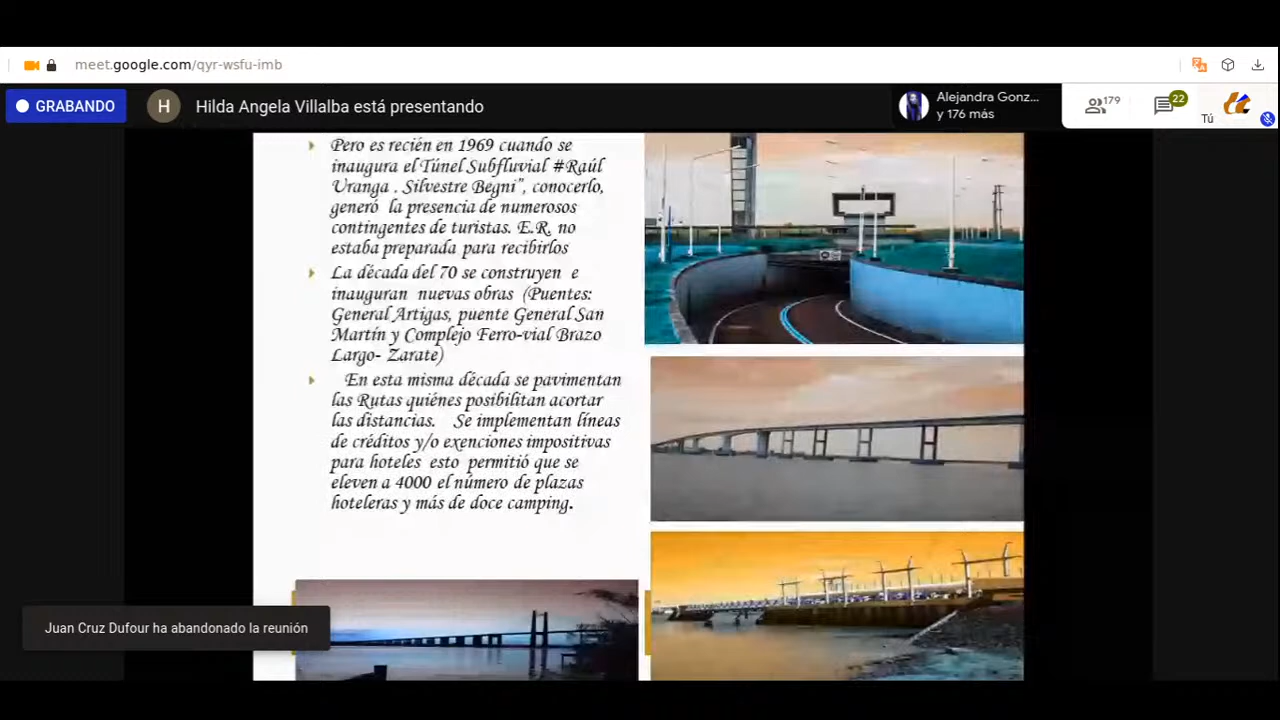 meet.google.com/qyr-wsfu-imb
GRABANDO
H
Hilda Angela Villalba está presentando
Alejandra Gonz...
y 176 más
179
22
Tú
Pero es recién en 1969 cuando se
inaugura el Túnel Subfluvial #Raúl
Uranga . Silvestre Begni”, conocerlo,
generó la presencia de numerosos
contingentes de turistas. E.R. no
estaba preparada para recibirlos
La década del 70 se construyen e
inauguran nuevas obras (Puentes:
General Artigas, puente General San
Martín y Complejo Ferro-vial Brazo
Largo- Zarate)
En esta misma década se pavimentan
las Rutas quiénes posibilitan acortar
las distancias. Se implementan líneas
de créditos y/o exenciones impositivas
para hoteles esto permitió que se
eleven a 4000 el número de plazas
hoteleras y más de doce camping.
Juan Cruz Dufour ha abandonado la reunión